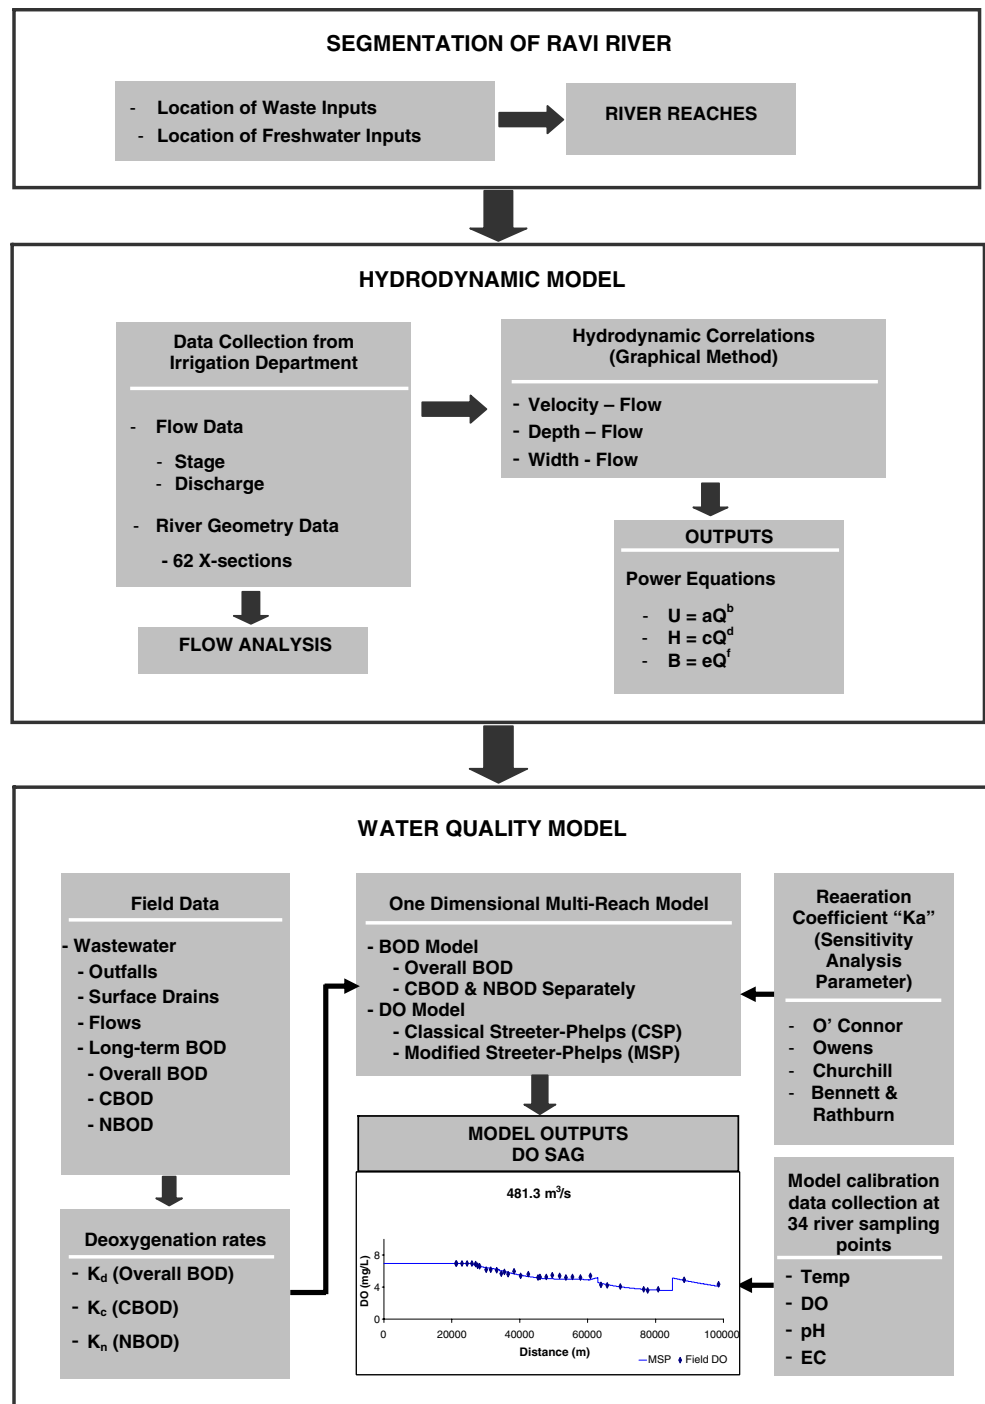 SEGMENTATION OF RAVI RIVER
- Location of Waste Inputs
- Location of Freshwater Inputs
RIVER REACHES
HYDRODYNAMIC MODEL
Data Collection from
Irrigation Department
- Flow Data
- Stage
- Discharge
- River Geometry Data
- 62 X-sections
FLOW ANALYSIS
Hydrodynamic Correlations
(Graphical Method)
- Velocity – Flow
- Depth – Flow
- Width - Flow
OUTPUTS
Power Equations
- U = aQ^b
- H = cQ^d
- B = eQ^f
WATER QUALITY MODEL
Field Data
- Wastewater
- Outfalls
- Surface Drains
- Flows
- Long-term BOD
- Overall BOD
- CBOD
- NBOD
Deoxygenation rates
- K_d (Overall BOD)
- K_c (CBOD)
- K_n (NBOD)
One Dimensional Multi-Reach Model
- BOD Model
- Overall BOD
- CBOD & NBOD Separately
- DO Model
- Classical Streeter-Phelps (CSP)
- Modified Streeter-Phelps (MSP)
MODEL OUTPUTS
DO SAG
481.3 m³/s
DO (mg/L)
8
4
0
0 20000 40000 60000 80000 100000
Distance (m)
MSP Field DO
Reaeration
Coefficient “Ka”
(Sensitivity
Analysis
Parameter)
- O’ Connor
- Owens
- Churchill
- Bennett &
Rathburn
Model calibration
data collection at
34 river sampling
points
- Temp
- DO
- pH
- EC